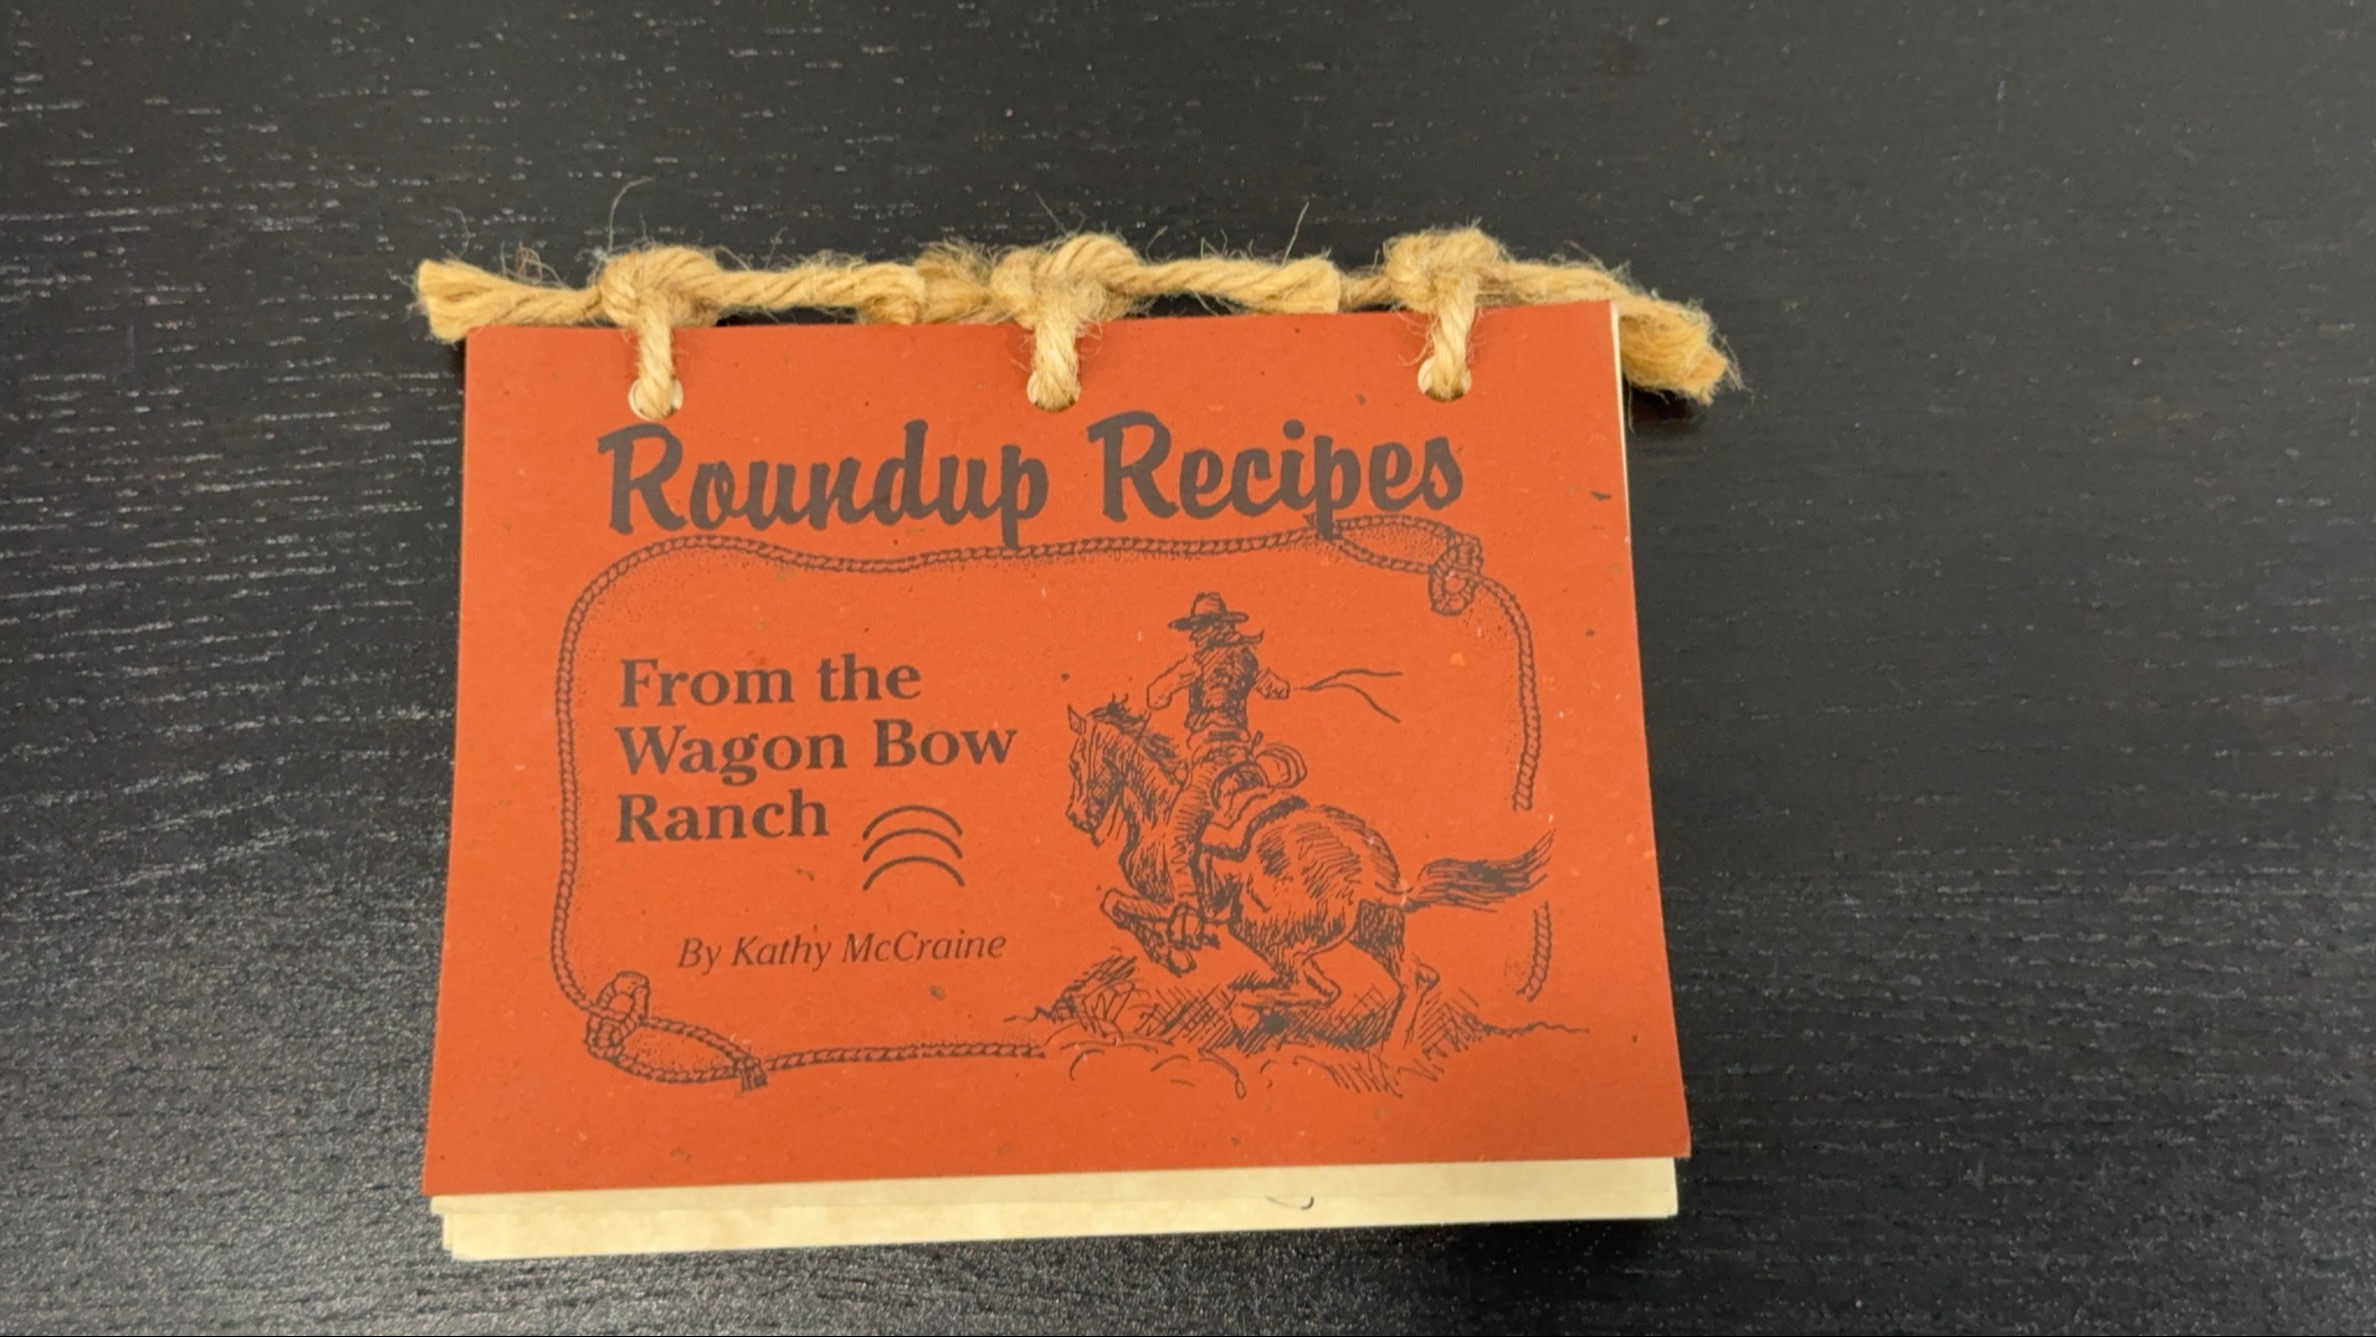 Roundup Recipes
From the
Wagon Bow
Ranch
By Kathy McCraine